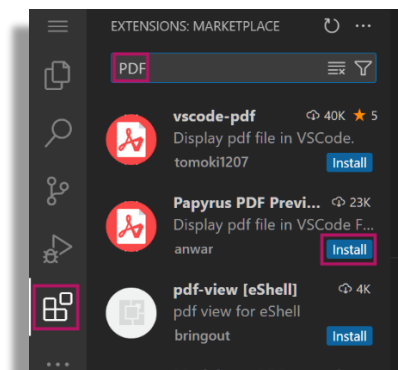 EXTENSIONS: MARKETPLACE
PDF
vscode-pdf 40K ★ 5
Display pdf file in VSCode.
tomoki1207 Install
Papyrus PDF Previ... 23K
Display pdf file in VSCode F...
anwar Install
pdf-view [eShell] 4K
pdf view for eShell
bringout Install